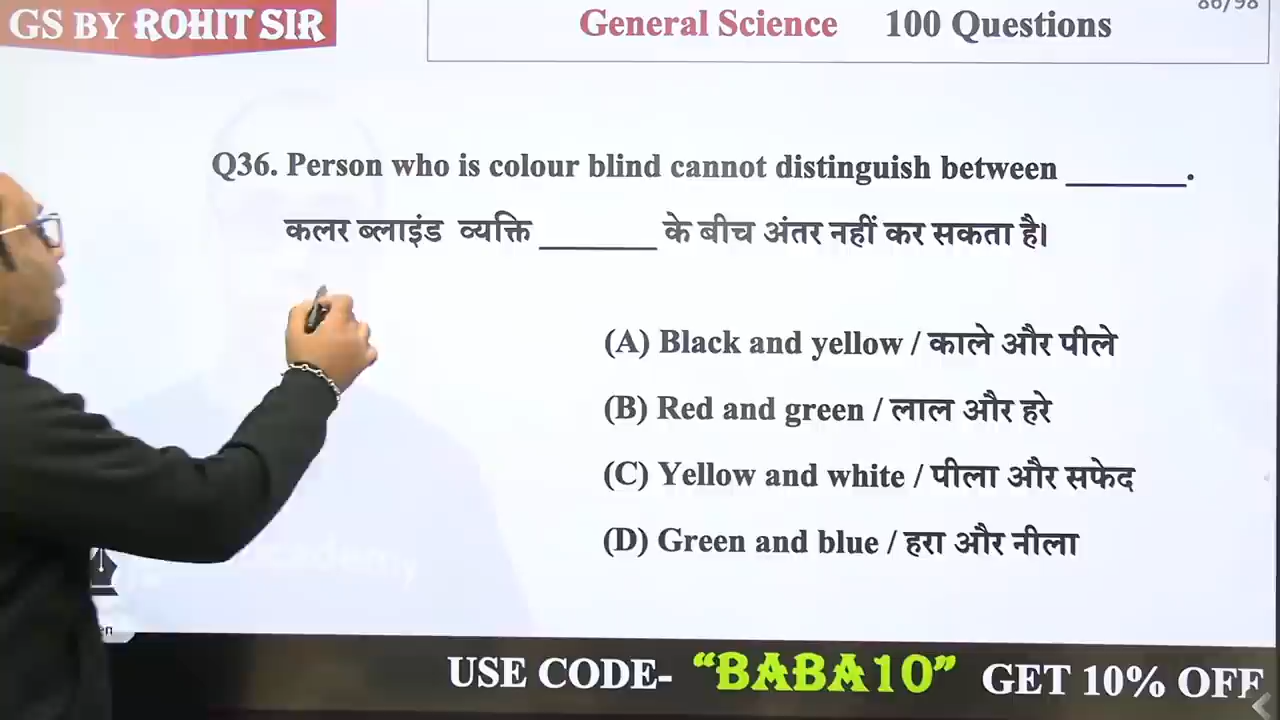 GS BY ROHIT SIR
General Science 100 Questions
86/98
Q36. Person who is colour blind cannot distinguish between ________.
कलर ब्लाइंड व्यक्ति ________ के बीच अंतर नहीं कर सकता है।
(A) Black and yellow / काले और पीले
(B) Red and green / लाल और हरे
(C) Yellow and white / पीला और सफेद
(D) Green and blue / हरा और नीला
USE CODE- “BABA10” GET 10% OFF